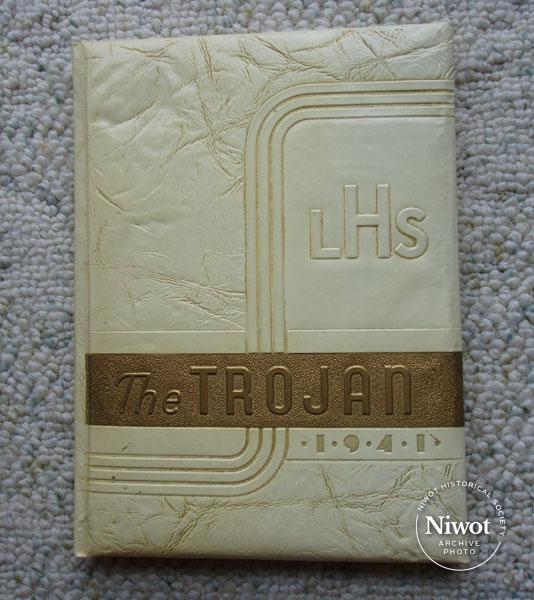 LHS
The TROJAN
·1·9·4·1·
NIWOT HISTORICAL SOCIETY
Niwot
ARCHIVE
PHOTO